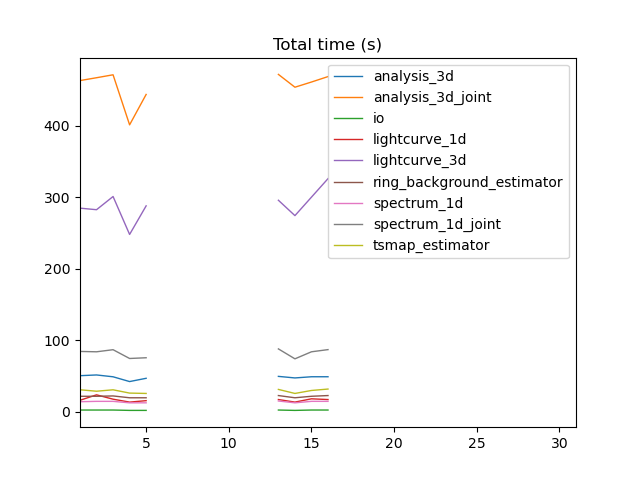 Total time (s)
analysis_3d
analysis_3d_joint
io
lightcurve_1d
lightcurve_3d
ring_background_estimator
spectrum_1d
spectrum_1d_joint
tsmap_estimator
400
300
200
100
0
5 10 15 20 25 30